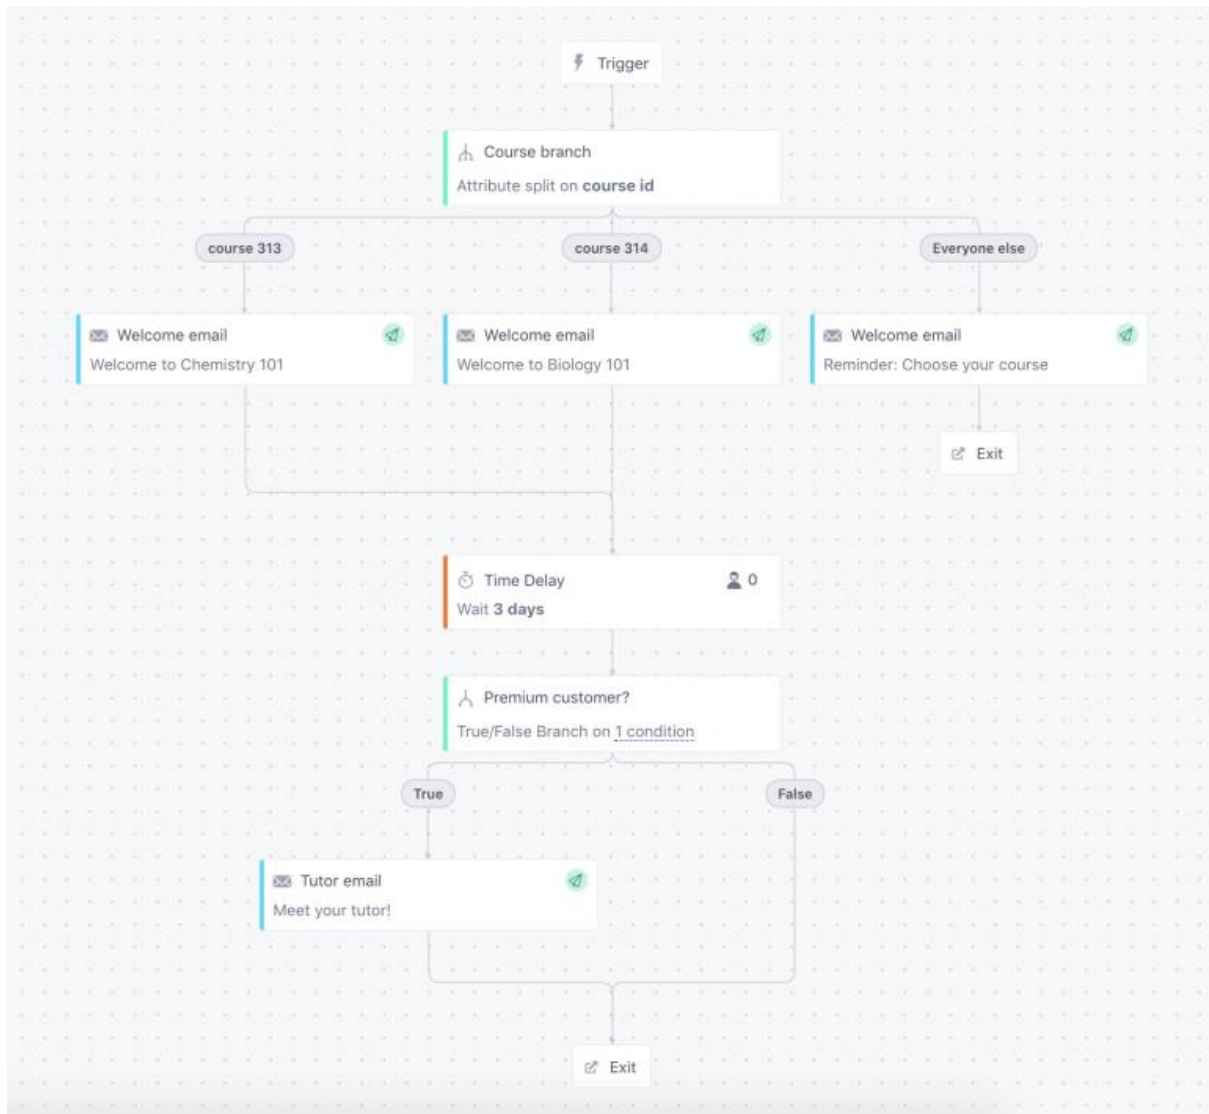 Trigger
Course branch
Attribute split on course id
course 313
course 314
Everyone else
Welcome email
Welcome to Chemistry 101
Welcome email
Welcome to Biology 101
Welcome email
Reminder: Choose your course
Exit
Time Delay
0
Wait 3 days
Premium customer?
True/False Branch on 1 condition
True
False
Tutor email
Meet your tutor!
Exit